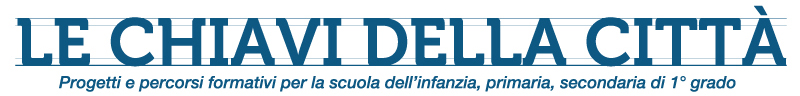 LE CHIAVI DELLA CITTÀ
Progetti e percorsi formativi per la scuola dell'infanzia, primaria, secondaria di 1° grado